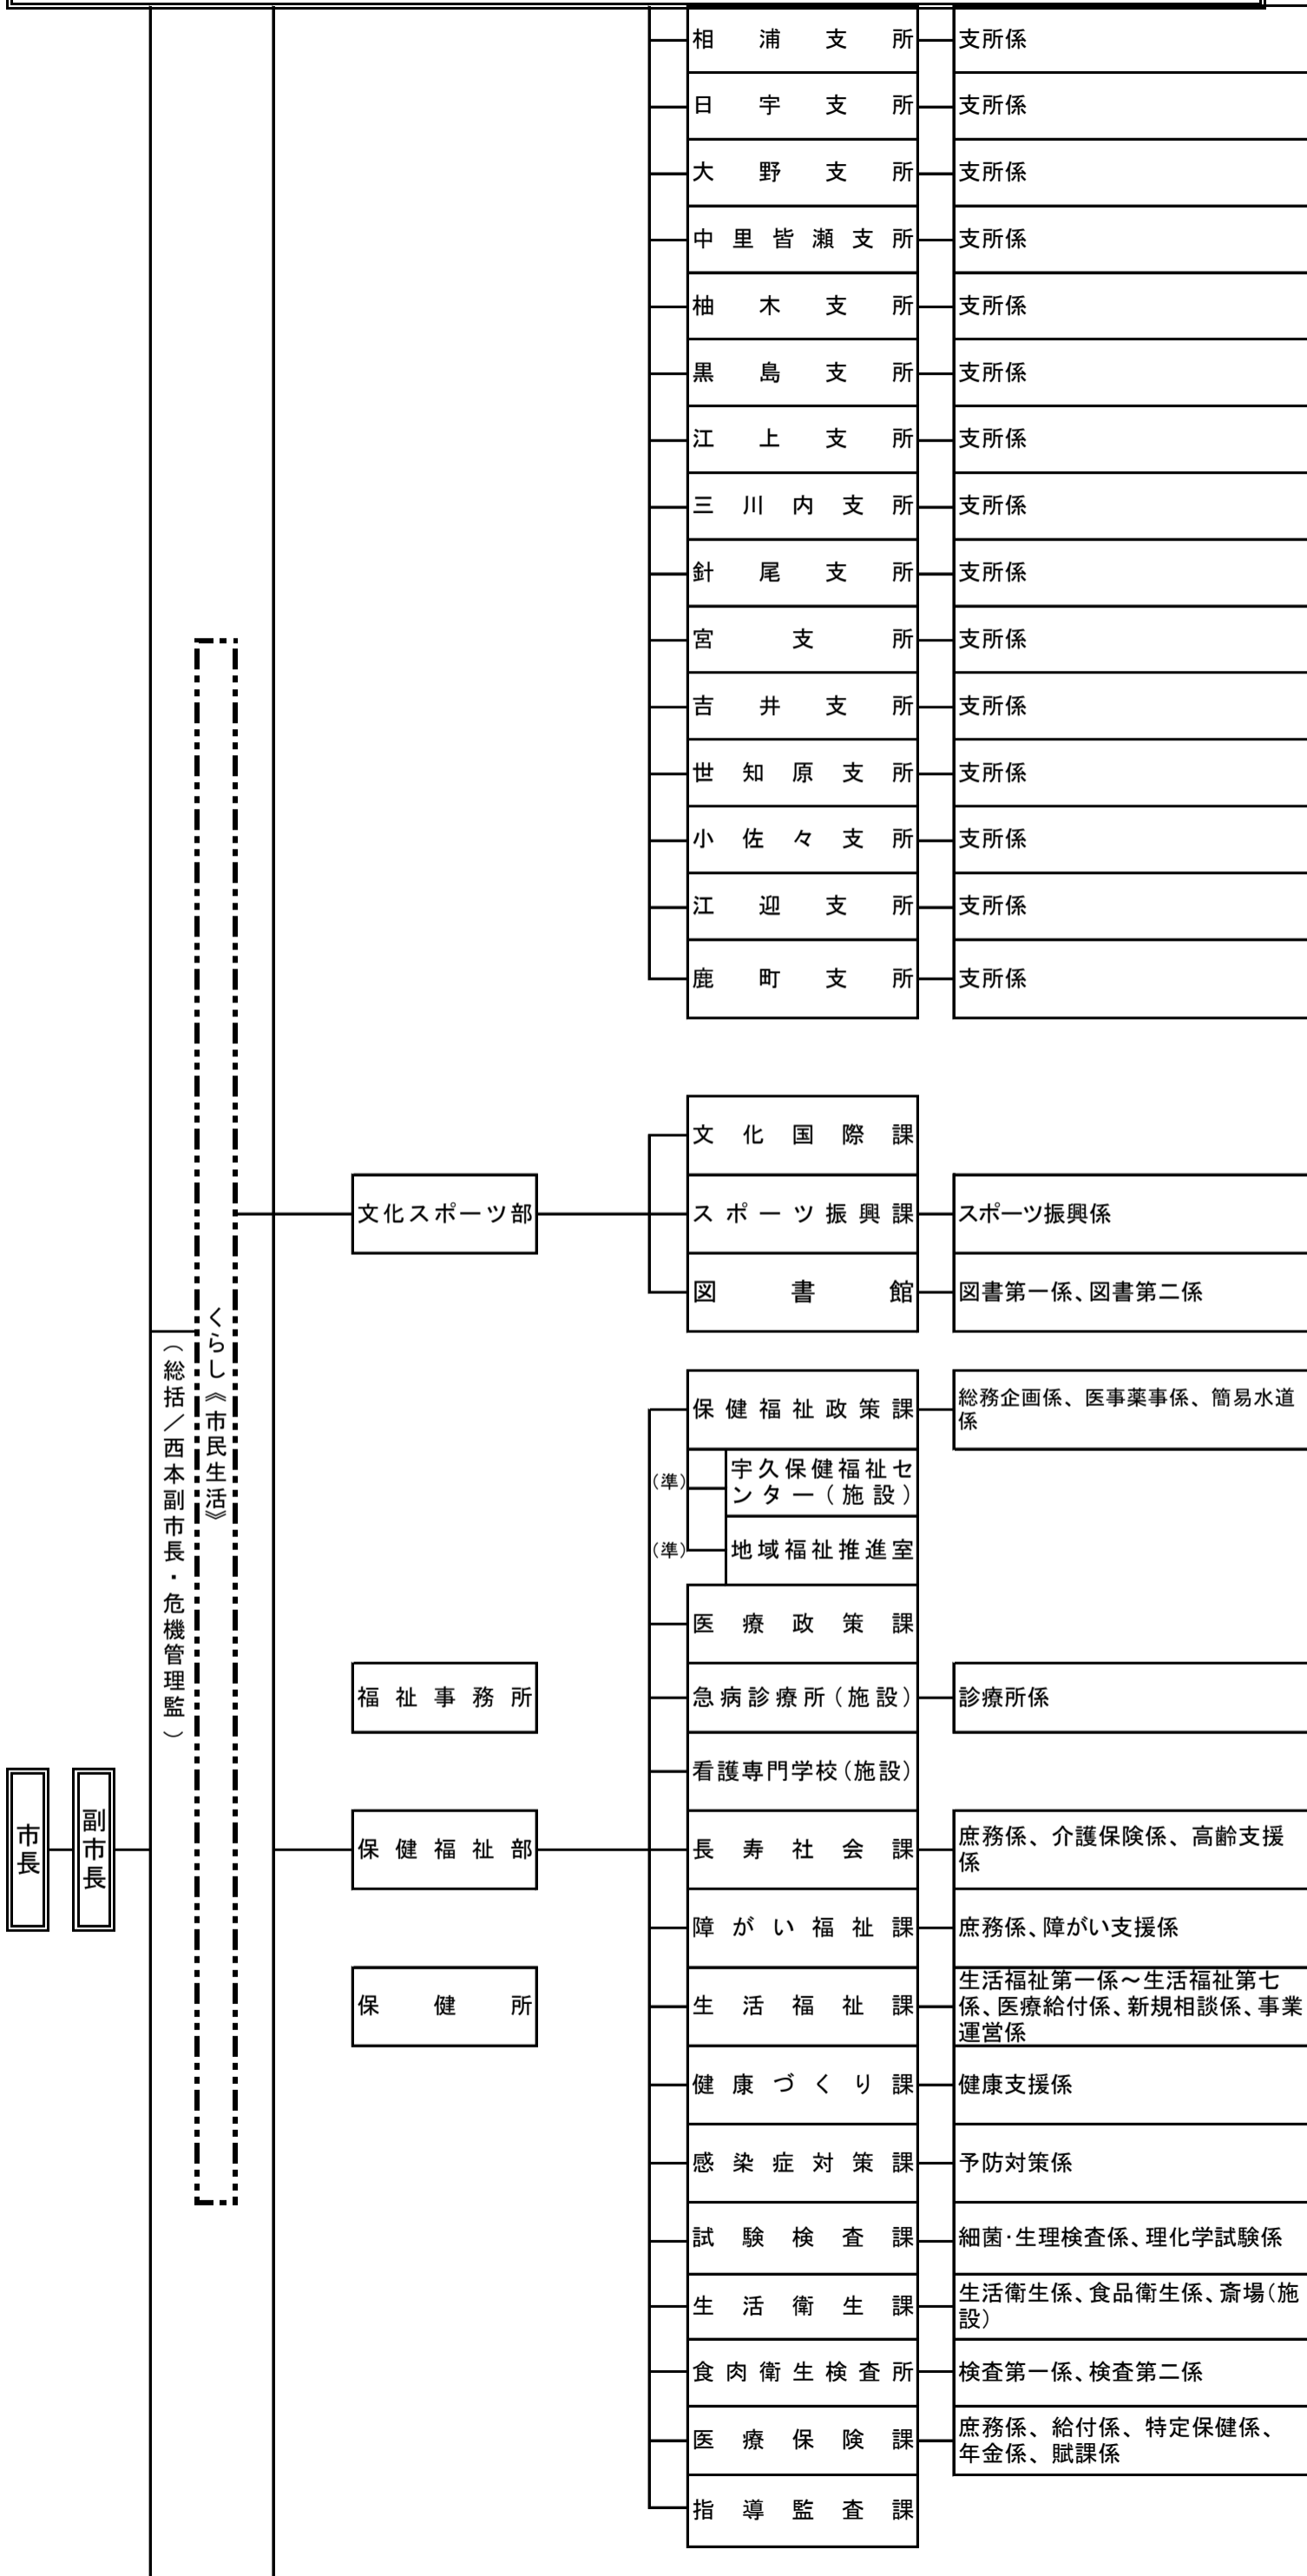 相浦支所
支所係
日宇支所
支所係
大野支所
支所係
中里皆瀬支所
支所係
柚木支所
支所係
黒島支所
支所係
江上支所
支所係
三川内支所
支所係
針尾支所
支所係
宮支所
支所係
吉井支所
支所係
世知原支所
支所係
小佐々支所
支所係
江迎支所
支所係
鹿町支所
支所係
文化国際課
文化スポーツ部
スポーツ振興課
スポーツ振興係
図書館
図書第一係、図書第二係
くらし《市民生活》
（総括／西本副市長・危機管理監）
保健福祉政策課
総務企画係、医事薬事係、簡易水道
係
（準）
宇久保健福祉セ
ンター（施設）
（準）
地域福祉推進室
医療政策課
福祉事務所
急病診療所（施設）
診療所係
看護専門学校（施設）
市長
副市長
保健福祉部
長寿社会課
庶務係、介護保険係、高齢支援
係
障がい福祉課
庶務係、障がい支援係
保健所
生活福祉課
生活福祉第一係～生活福祉第七
係、医療給付係、新規相談係、事業
運営係
健康づくり課
健康支援係
感染症対策課
予防対策係
試験検査課
細菌・生理検査係、理化学試験係
生活衛生課
生活衛生係、食品衛生係、斎場（施
設）
食肉衛生検査所
検査第一係、検査第二係
医療保険課
庶務係、給付係、特定保健係、
年金係、賦課係
指導監査課